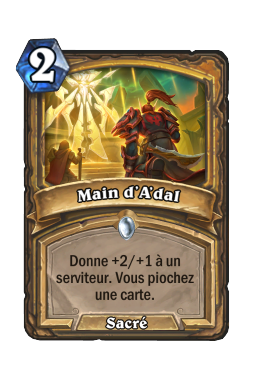 2
Main d'A'dal
Donne +2/+1 à un
serviteur. Vous piochez
une carte.
Sacré